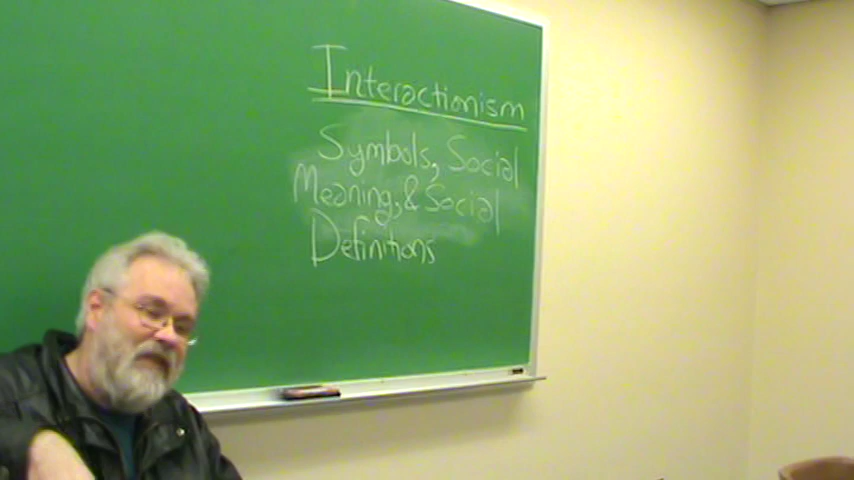 Interactionism
Symbols, Social
Meaning, & Social
Definitions